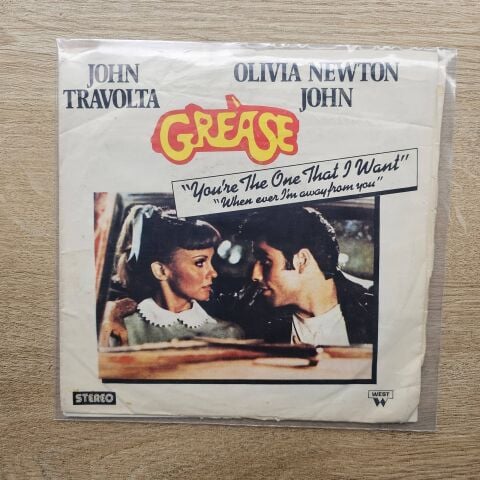 JOHN
TRAVOLTA
OLIVIA NEWTON
JOHN
GREASE
"You're The One That I Want"
"When ever I'm away from you"
STEREO
WEST
W